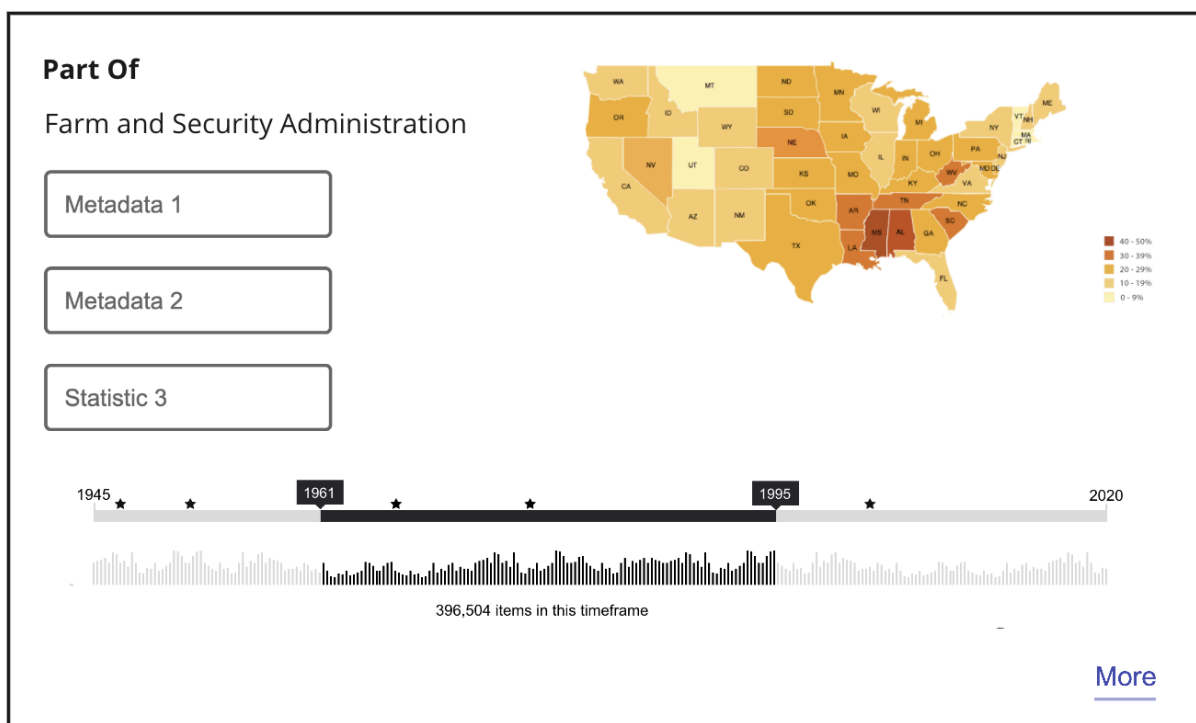 Part Of
Farm and Security Administration
Metadata 1
Metadata 2
Statistic 3
WA
MT
ND
MN
ME
OR
ID
SD
WI
MI
VT
NH
WY
IA
NY
MA
NE
CT
RI
NV
UT
CO
IL
IN
OH
PA
NJ
CA
KS
MO
WV
MD
DE
KY
VA
AZ
NM
OK
AR
TN
NC
TX
LA
MS
AL
GA
SC
FL
40 - 50%
30 - 39%
20 - 29%
10 - 19%
0 - 9%
1945
1961
1995
2020
396,504 items in this timeframe
More